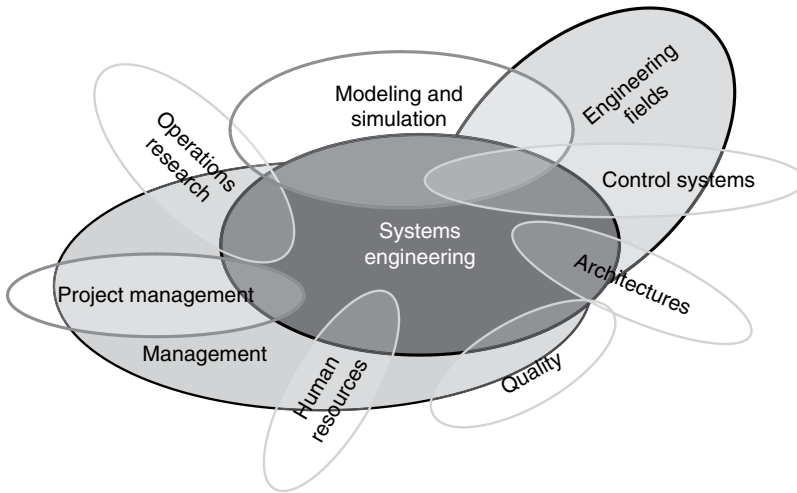 Modeling and
simulation
Engineering
fields
Operations
research
Control systems
Systems
engineering
Architectures
Project management
Management
Human
resources
Quality